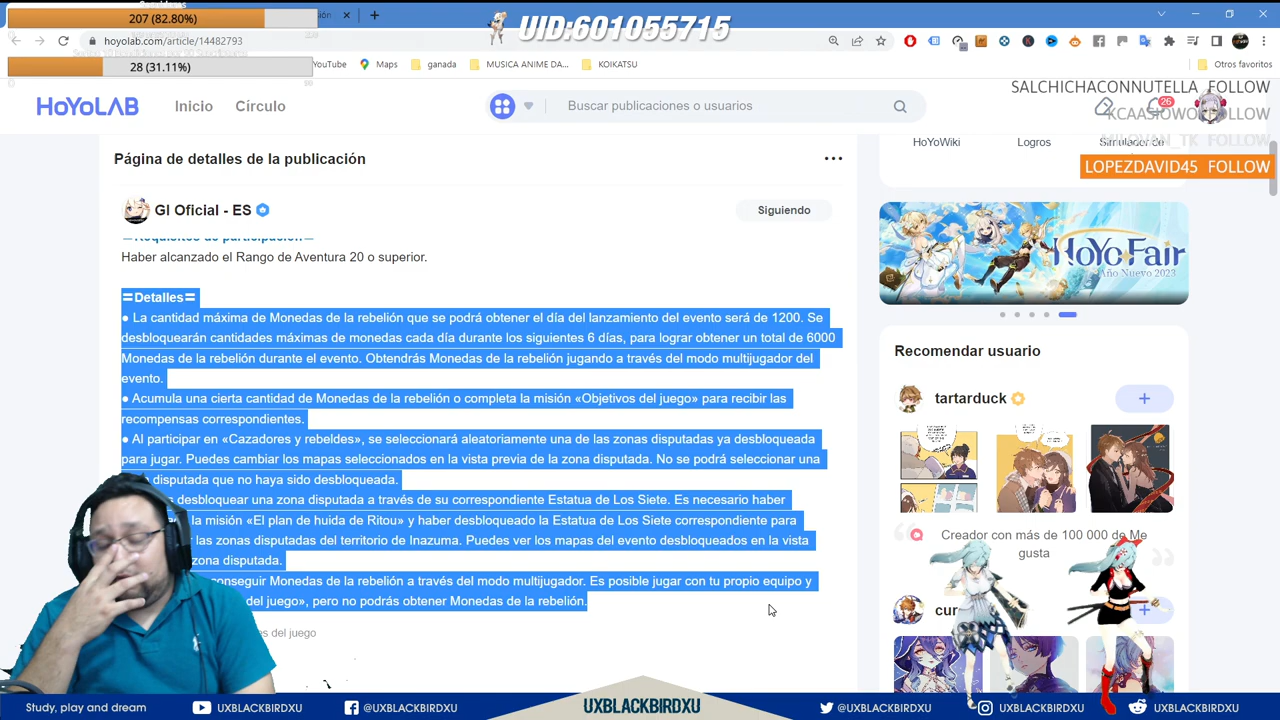 207 (82.80%)
28 (31.11%)
UID:601055715
hoyolab.com/article/14482793
YouTube
Maps
ganada
MUSICA ANIME DA...
KOIKATSU
Otros favoritos
HoYoLAB
Inicio
Círculo
Buscar publicaciones o usuarios
26
SALCHICHACONNUTELLA FOLLOW
MILOVAN_TK FOLLOW
LOPEZDAVID45 FOLLOW
Página de detalles de la publicación
GI Oficial - ES
Siguiendo
〓Requisitos de participación〓
Haber alcanzado el Rango de Aventura 20 o superior.
〓Detalles〓
● La cantidad máxima de Monedas de la rebelión que se podrá obtener el día del lanzamiento del evento será de 1200. Se
desbloquearán cantidades máximas de monedas cada día durante los siguientes 6 días, para lograr obtener un total de 6000
Monedas de la rebelión durante el evento. Obtendrás Monedas de la rebelión jugando a través del modo multijugador del
evento.
● Acumula una cierta cantidad de Monedas de la rebelión o completa la misión «Objetivos del juego» para recibir las
recompensas correspondientes.
● Al participar en «Cazadores y rebeldes», se seleccionará aleatoriamente una de las zonas disputadas ya desbloqueada
para jugar. Puedes cambiar los mapas seleccionados en la vista previa de la zona disputada. No se podrá seleccionar una
disputada que no haya sido desbloqueada.
desbloquear una zona disputada a través de su correspondiente Estatua de Los Siete. Es necesario haber
la misión «El plan de huida de Ritou» y haber desbloqueado la Estatua de Los Siete correspondiente para
las zonas disputadas del territorio de Inazuma. Puedes ver los mapas del evento desbloqueados en la vista
zona disputada.
conseguir Monedas de la rebelión a través del modo multijugador. Es posible jugar con tu propio equipo y
del juego», pero no podrás obtener Monedas de la rebelión.
del juego
HoYoWiki
Logros
Simulador de
HoYoFair
Año Nuevo 2023
Recomendar usuario
tartarduck
Creador con más de 100 000 de Me
gusta
cur
Study, play and dream
UXBLACKBIRDXU
@UXBLACKBIRDXU
UXBLACKBIRDXU
@UXBLACKBIRDXU
UXBLACKBIRDXU
UXBLACKBIRDXU